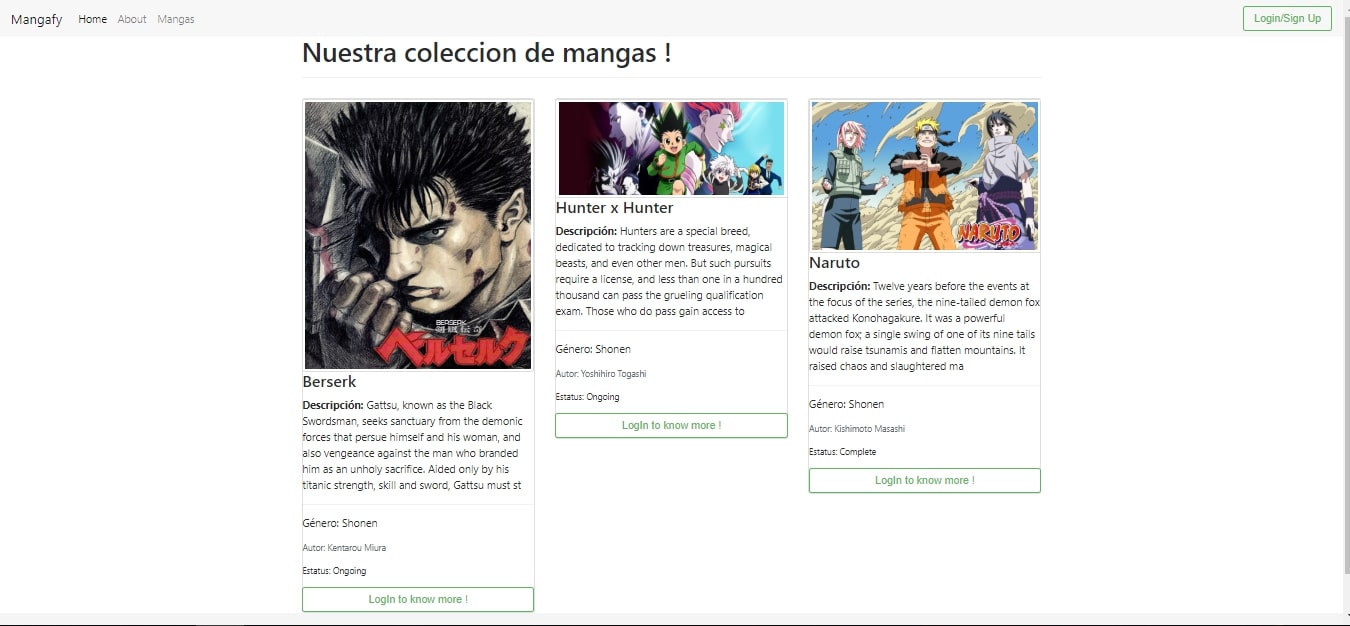 Mangafy Home About Mangas Login/Sign Up
Nuestra coleccion de mangas !
BERSERK
ベルセルク
Berserk
Descripción: Gattsu, known as the Black
Swordsman, seeks sanctuary from the demonic
forces that persue himself and his woman, and
also vengeance against the man who branded
him as an unholy sacrifice. Aided only by his
titanic strength, skill and sword, Gattsu must st
Género: Shonen
Autor: Kentarou Miura
Estatus: Ongoing
LogIn to know more !
Hunter x Hunter
Descripción: Hunters are a special breed,
dedicated to tracking down treasures, magical
beasts, and even other men. But such pursuits
require a license, and less than one in a hundred
thousand can pass the grueling qualification
exam. Those who do pass gain access to
Género: Shonen
Autor: Yoshihiro Togashi
Estatus: Ongoing
LogIn to know more !
NARUTO
Naruto
Descripción: Twelve years before the events at
the focus of the series, the nine-tailed demon fox
attacked Konohagakure. It was a powerful
demon fox; a single swing of one of its nine tails
would raise tsunamis and flatten mountains. It
raised chaos and slaughtered ma
Género: Shonen
Autor: Kishimoto Masashi
Estatus: Complete
LogIn to know more !